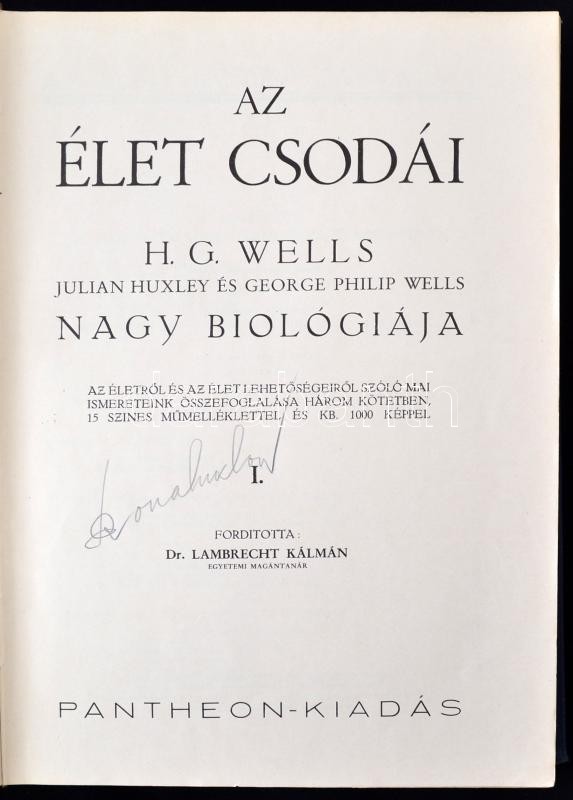 AZ
ÉLET CSODÁI
H. G. WELLS
JULIAN HUXLEY ÉS GEORGE PHILIP WELLS
NAGY BIOLÓGIÁJA
AZ ÉLETRŐL ÉS AZ ÉLET LEHETŐSÉGEIRŐL SZÓLÓ MAI
ISMERETEINK ÖSSZEFOGLALÁSA HÁROM KÖTETBEN,
15 SZINES MŰMELLÉKLETTEL ÉS KB. 1000 KÉPPEL
I.
FORDITOTTA :
Dr. LAMBRECHT KÁLMÁN
EGYETEMI MAGÁNTANÁR
PANTHEON-KIADÁS